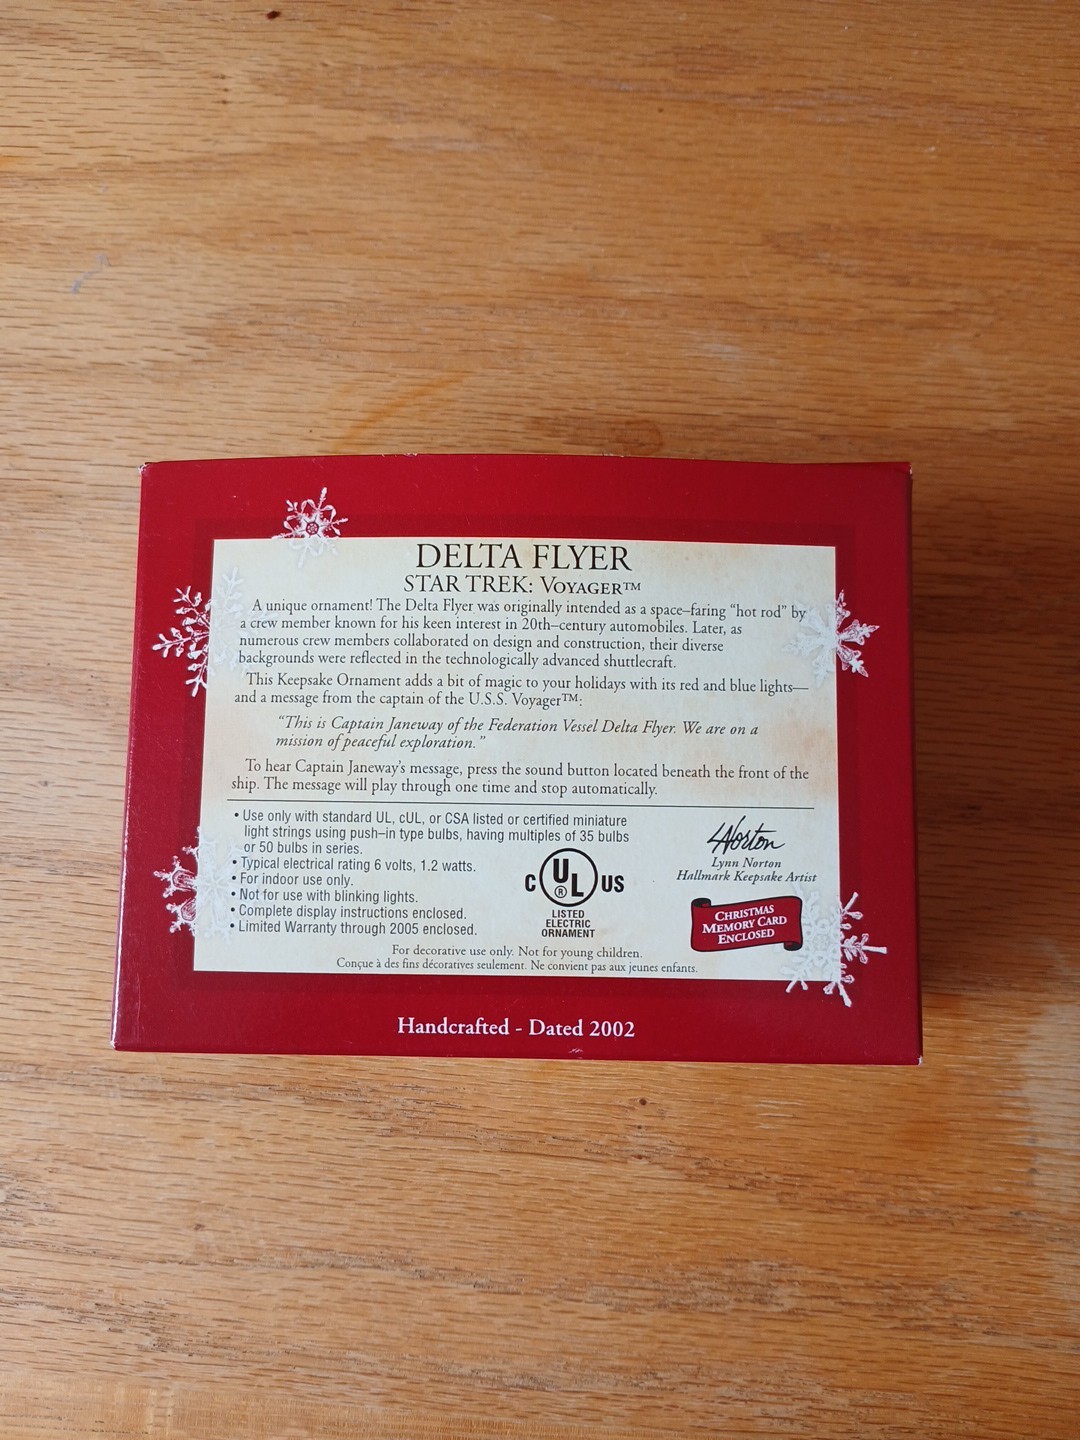 DELTA FLYER
STAR TREK: VOYAGER™
A unique ornament! The Delta Flyer was originally intended as a space–faring “hot rod” by
a crew member known for his keen interest in 20th–century automobiles. Later, as
numerous crew members collaborated on design and construction, their diverse
backgrounds were reflected in the technologically advanced shuttlecraft.
This Keepsake Ornament adds a bit of magic to your holidays with its red and blue lights—
and a message from the captain of the U.S.S. Voyager™:
“This is Captain Janeway of the Federation Vessel Delta Flyer. We are on a
mission of peaceful exploration.”
To hear Captain Janeway’s message, press the sound button located beneath the front of the
ship. The message will play through one time and stop automatically.
• Use only with standard UL, cUL, or CSA listed or certified miniature
light strings using push–in type bulbs, having multiples of 35 bulbs
or 50 bulbs in series.
• Typical electrical rating 6 volts, 1.2 watts.
• For indoor use only.
• Not for use with blinking lights.
• Complete display instructions enclosed.
• Limited Warranty through 2005 enclosed.
C UL ® US
LISTED
ELECTRIC
ORNAMENT
LNorton
Lynn Norton
Hallmark Keepsake Artist
CHRISTMAS
MEMORY CARD
ENCLOSED
For decorative use only. Not for young children.
Conçue à des fins décoratives seulement. Ne convient pas aux jeunes enfants.
Handcrafted - Dated 2002